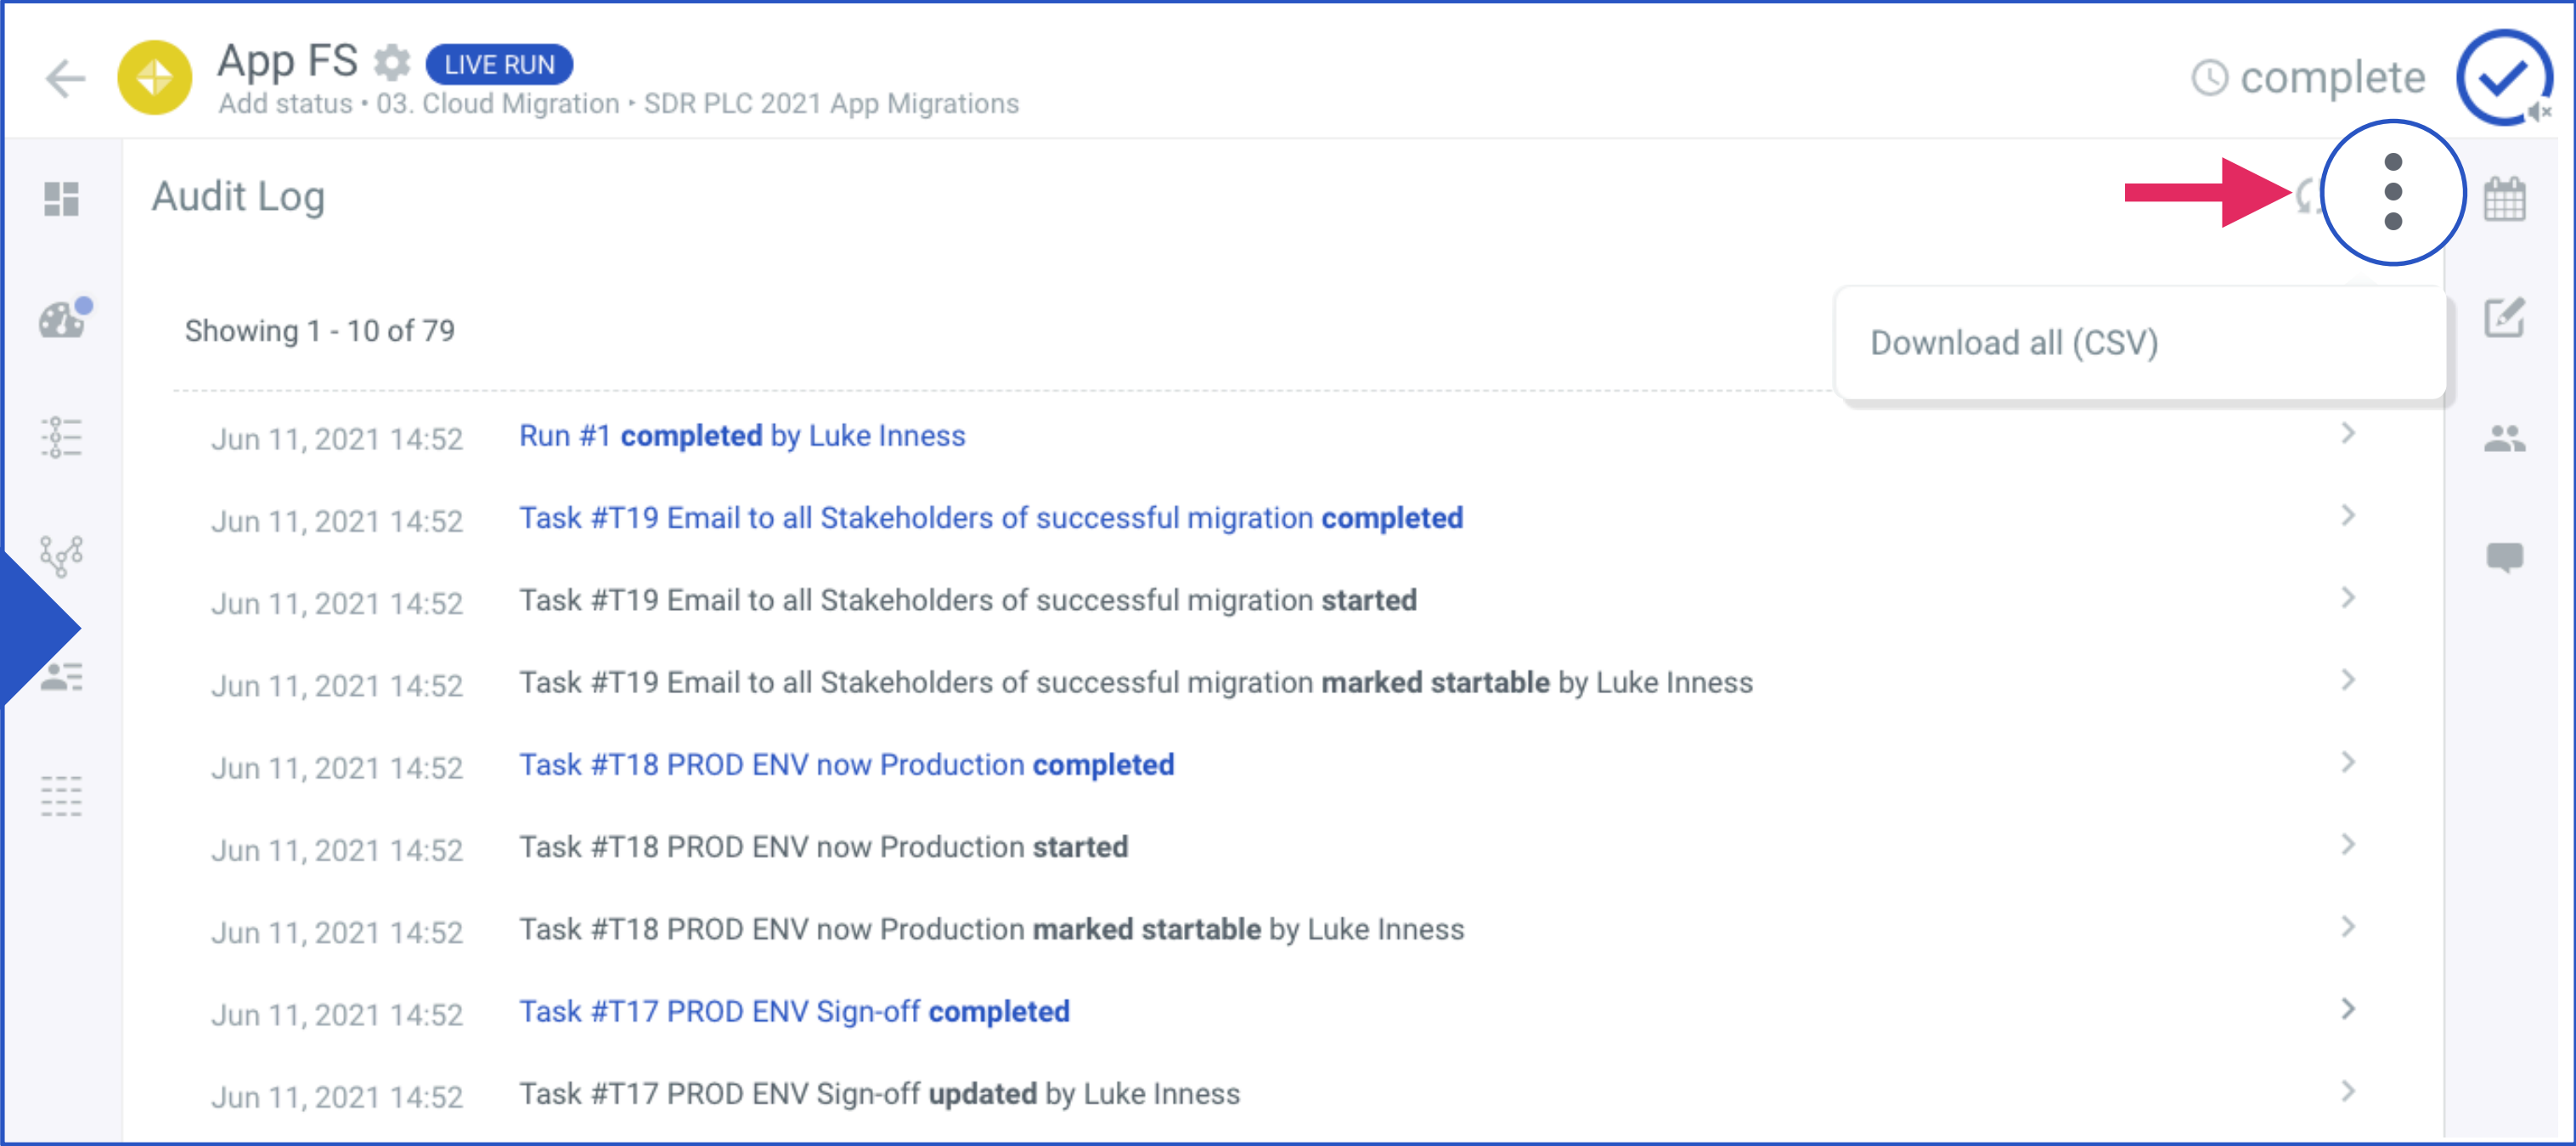 App FS LIVE RUN
Add status • 03. Cloud Migration • SDR PLC 2021 App Migrations
complete
Audit Log
Showing 1 - 10 of 79
Download all (CSV)
Jun 11, 2021 14:52 Run #1 completed by Luke Inness
Jun 11, 2021 14:52 Task #T19 Email to all Stakeholders of successful migration completed
Jun 11, 2021 14:52 Task #T19 Email to all Stakeholders of successful migration started
Jun 11, 2021 14:52 Task #T19 Email to all Stakeholders of successful migration marked startable by Luke Inness
Jun 11, 2021 14:52 Task #T18 PROD ENV now Production completed
Jun 11, 2021 14:52 Task #T18 PROD ENV now Production started
Jun 11, 2021 14:52 Task #T18 PROD ENV now Production marked startable by Luke Inness
Jun 11, 2021 14:52 Task #T17 PROD ENV Sign-off completed
Jun 11, 2021 14:52 Task #T17 PROD ENV Sign-off updated by Luke Inness